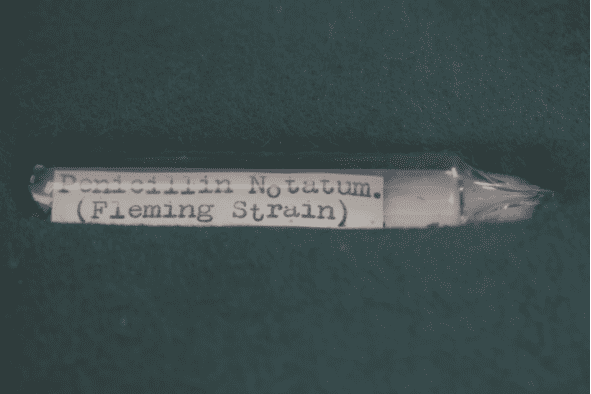 Penicillin Notatum.
(Fleming Strain)